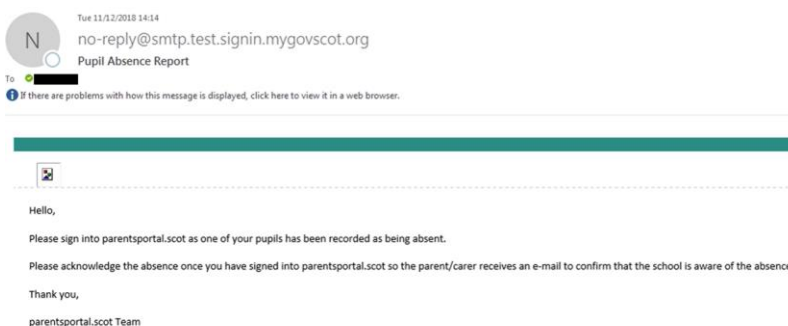 Tue 11/12/2018 14:14
N
no-reply@smtp.test.signin.mygovscot.org
Pupil Absence Report
To
If there are problems with how this message is displayed, click here to view it in a web browser.
Hello,
Please sign into parentsportal.scot as one of your pupils has been recorded as being absent.
Please acknowledge the absence once you have signed into parentsportal.scot so the parent/carer receives an e-mail to confirm that the school is aware of the absence
Thank you,
parentsportal.scot Team